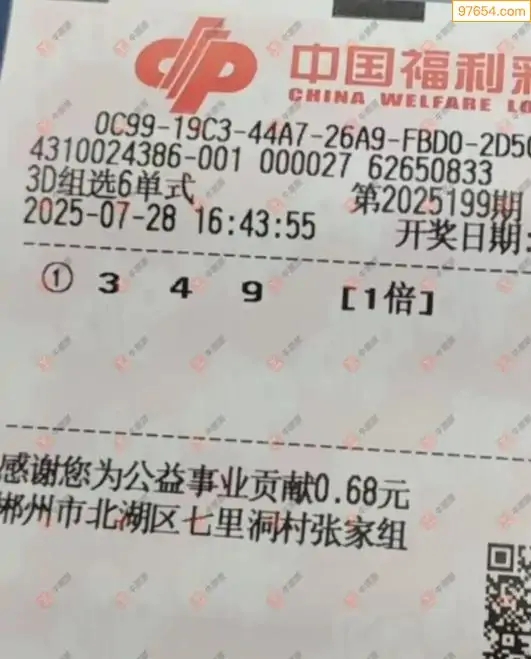 97654.com
中国福利彩
CHINA WELFARE LO
0C99-19C3-44A7-26A9-FBD0-2D50
4310024386-001 000027 62650833
3D组选6单式 第2025199期
2025-07-28 16:43:55 开奖日期:
① 3 4 9 [1倍]
感谢您为公益事业贡献0.68元
郴州市北湖区七里洞村张家组